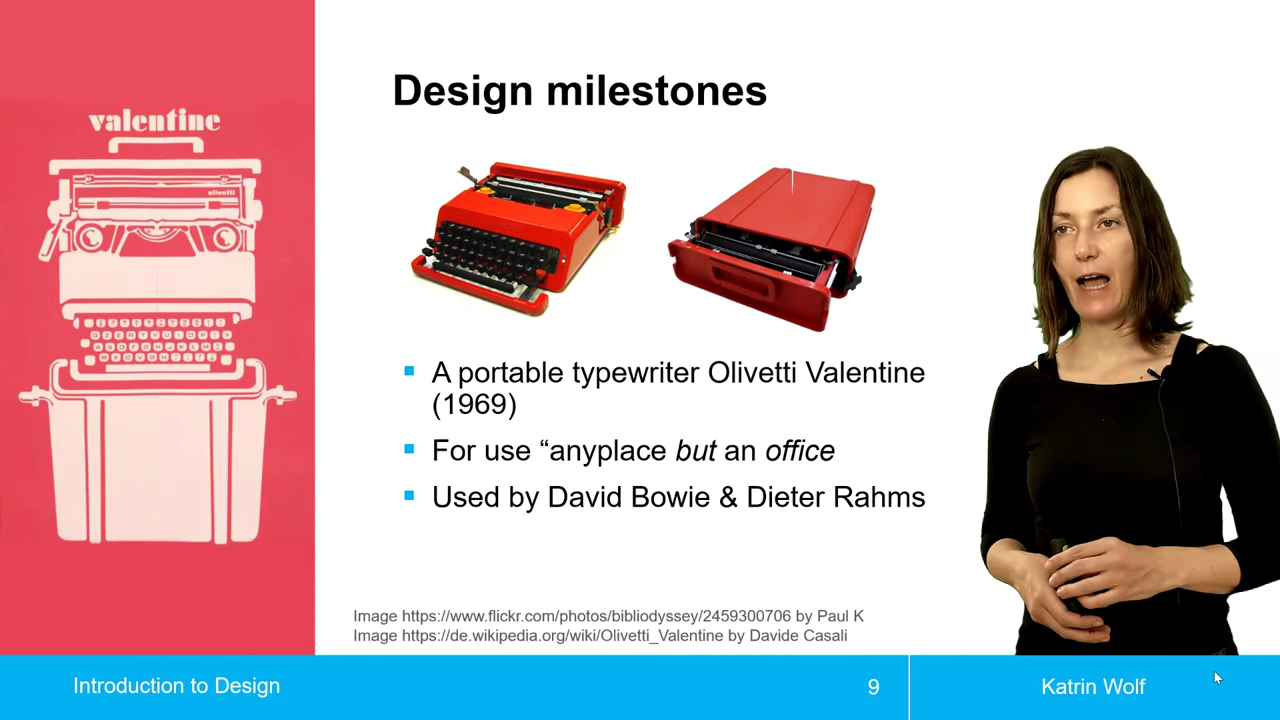 Design milestones
valentine
olivetti
A portable typewriter Olivetti Valentine
(1969)
For use “anyplace but an office
Used by David Bowie & Dieter Rahms
Image https://www.flickr.com/photos/bibliodyssey/2459300706 by Paul K
Image https://de.wikipedia.org/wiki/Olivetti_Valentine by Davide Casali
Introduction to Design
9
Katrin Wolf